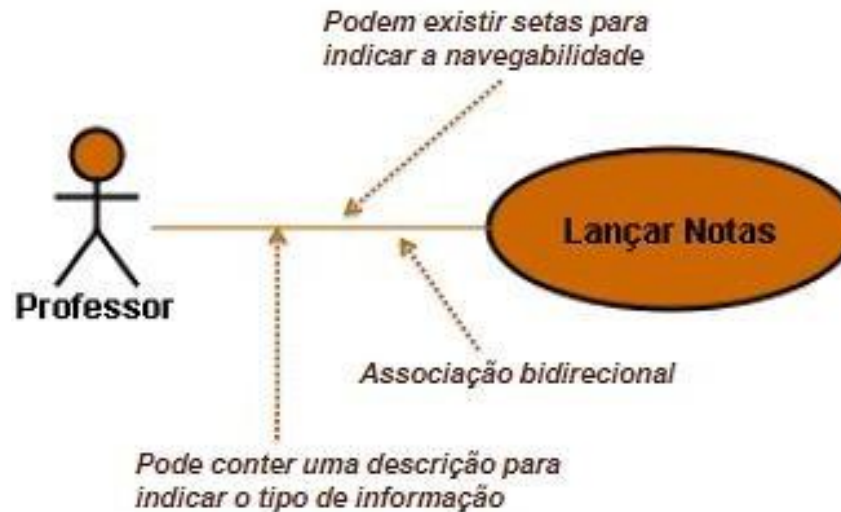 Podem existir setas para
indicar a navegabilidade
Lançar Notas
Professor
Associação bidirecional
Pode conter uma descrição para
indicar o tipo de informação